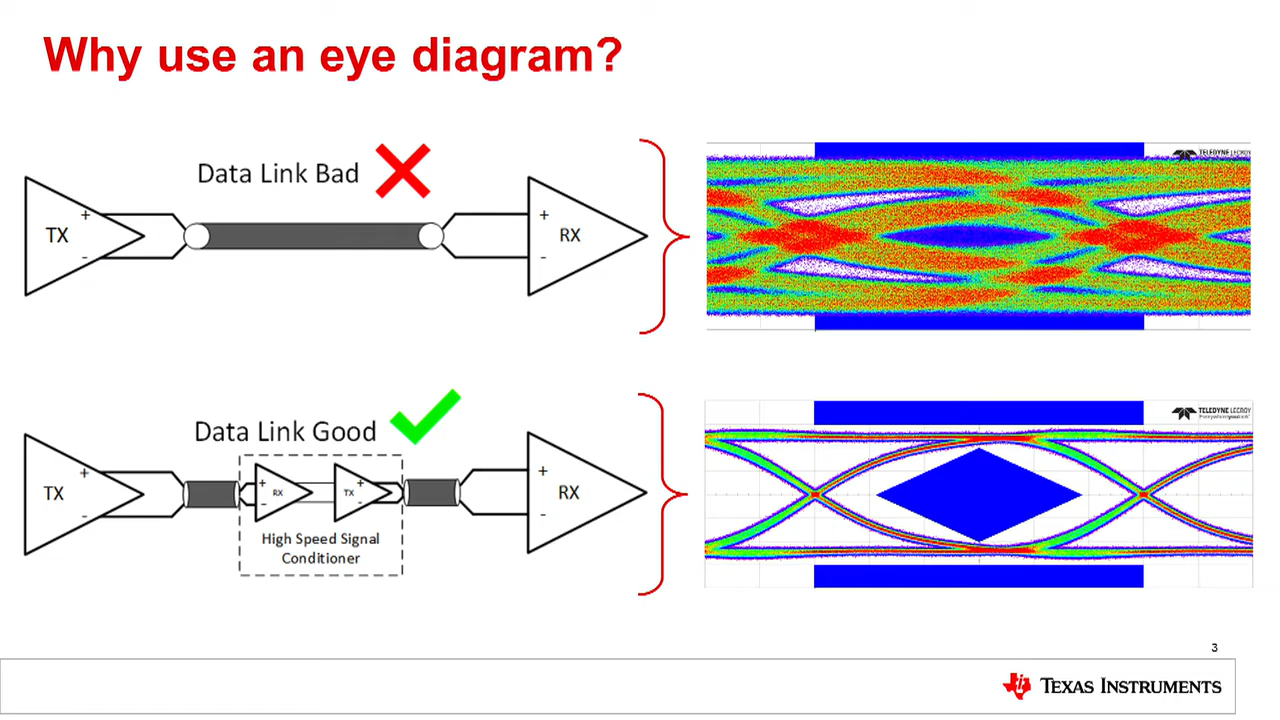 Why use an eye diagram?
Data Link Bad
TX
+
-
+
-
RX
TELEDYNE LECROY
Data Link Good
TX
+
-
+
-
RX
TX
+
-
High Speed Signal
Conditioner
+
-
RX
TELEDYNE LECROY
3
TEXAS INSTRUMENTS